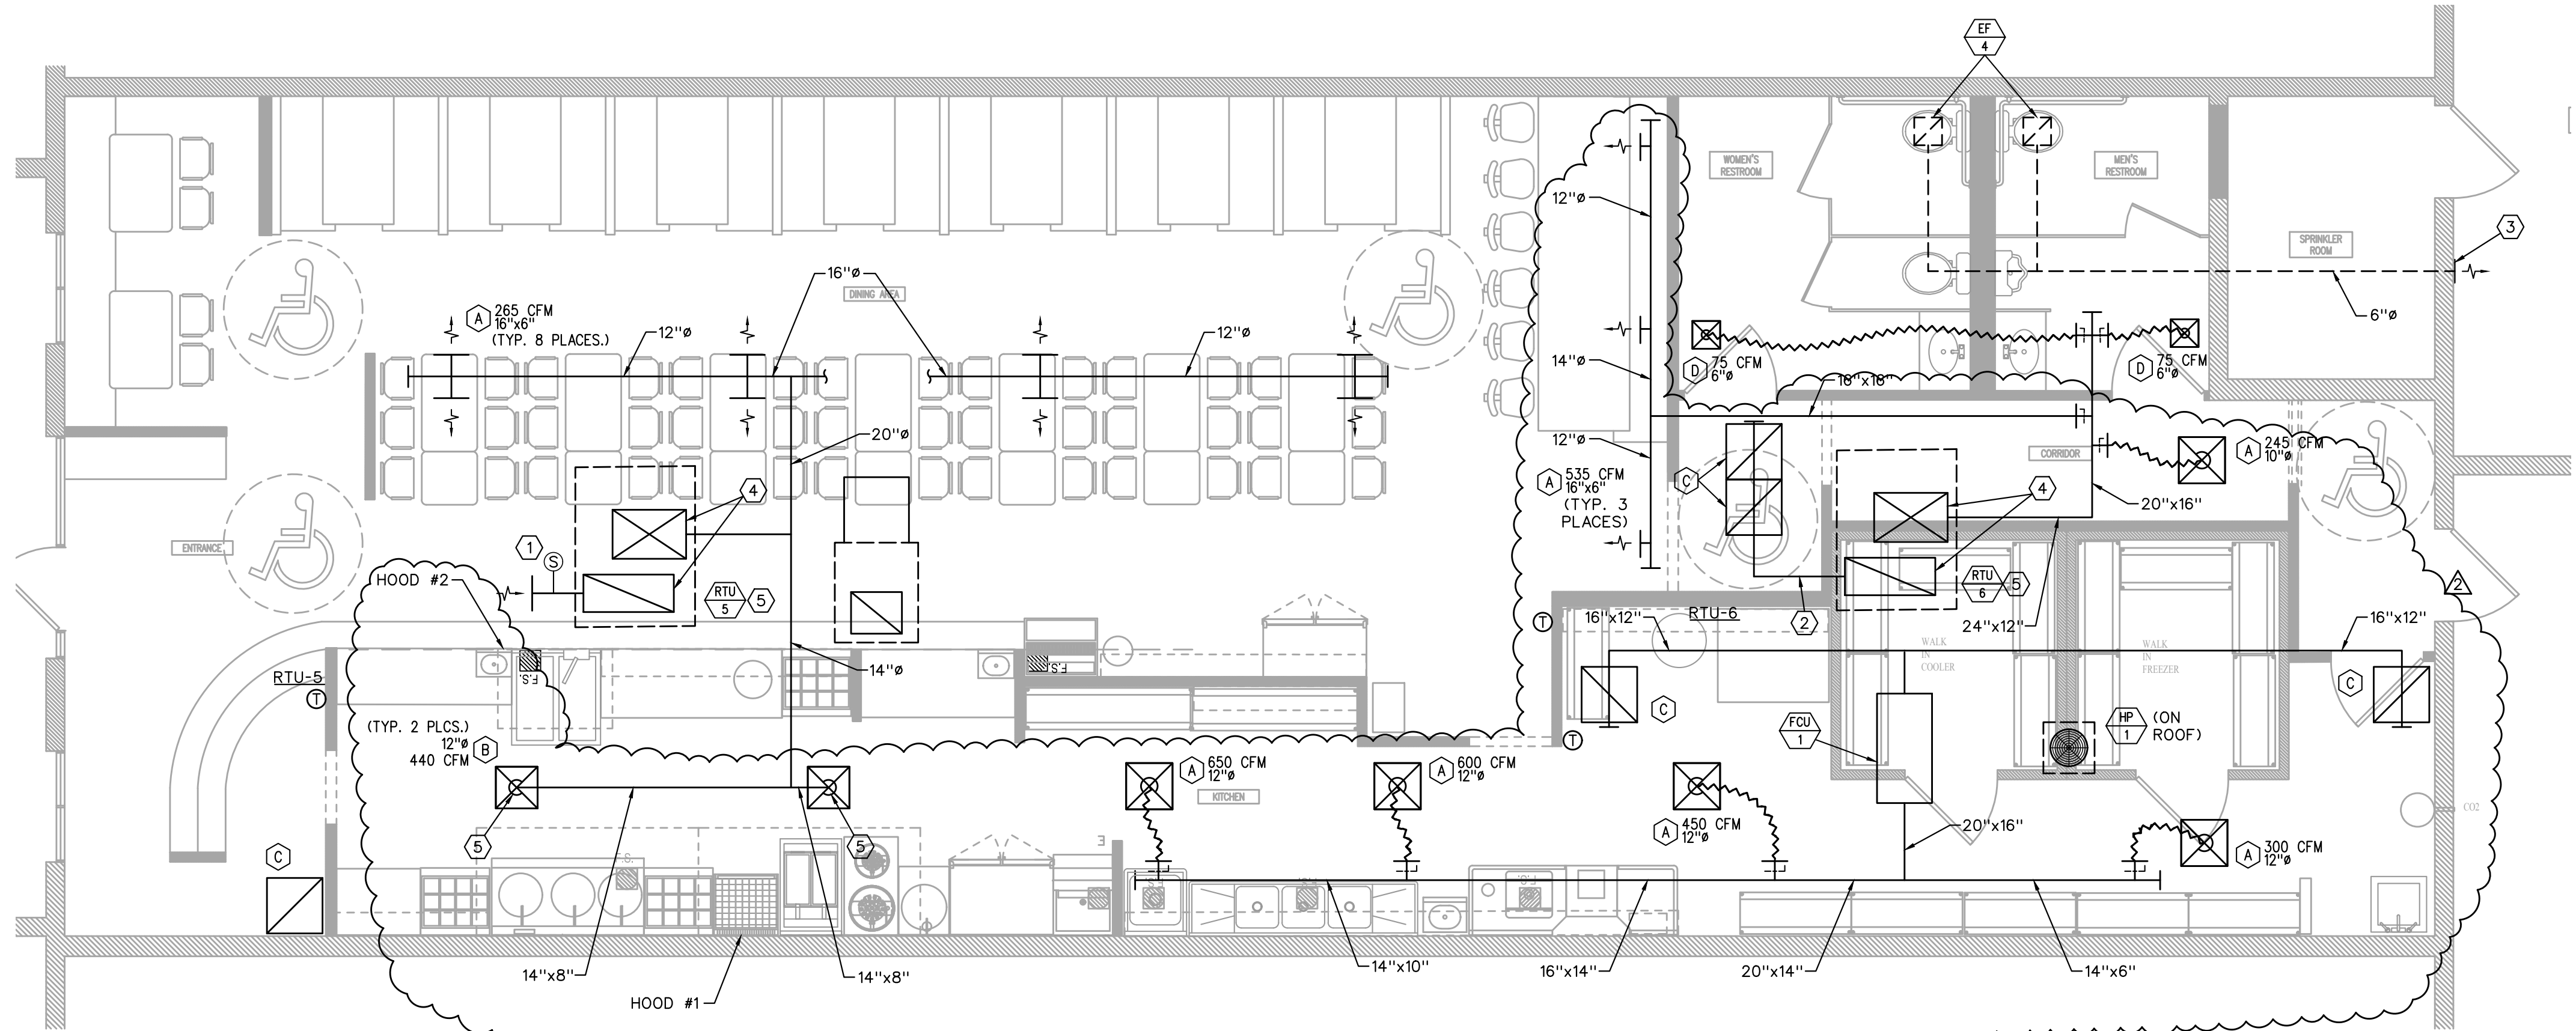 EF
4
WOMEN'S
RESTROOM
MEN'S
RESTROOM
12"ø
3
SPRINKLER
ROOM
16"ø
DINING AREA
A 265 CFM
16"x6"
(TYP. 8 PLACES.)
12"ø
12"ø
6"ø
14"ø
D 75 CFM
6"ø
18"x18"
D 75 CFM
6"ø
20"ø
12"ø
CORRIDOR
A 245 CFM
10"ø
A 535 CFM
16"x6"
(TYP. 3
PLACES)
C
4
4
20"x16"
ENTRANCE
1
S
HOOD #2
RTU
5
5
RTU
6
5
2
T
16"x12"
RTU-6
2
24"x12"
16"x12"
WALK
IN
COOLER
WALK
IN
FREEZER
F.S.
F.S.
14"ø
RTU-5
T
C
C
(TYP. 2 PLCS.)
12"ø
440 CFM
B
FCU
1
HP
1
(ON
ROOF)
T
A 650 CFM
12"ø
A 600 CFM
12"ø
KITCHEN
CO2
A 450 CFM
12"ø
20"x16"
5
5
A 300 CFM
12"ø
C
F.S.
F.S.
F.S.
F.S.
14"x8"
14"x8"
14"x10"
16"x14"
20"x14"
14"x6"
HOOD #1